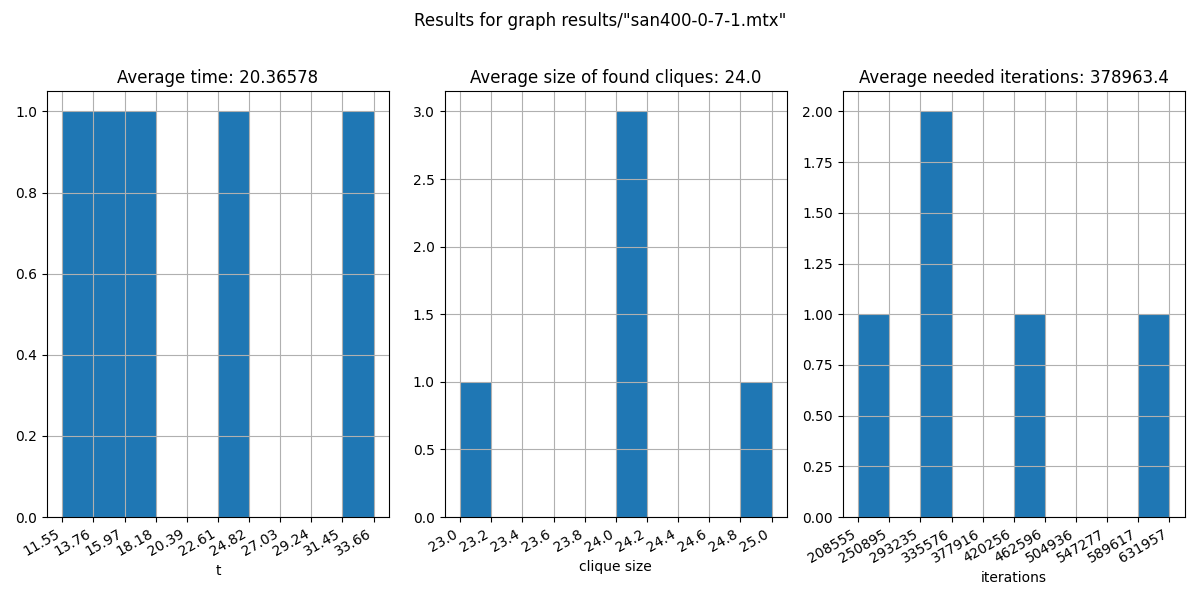 Results for graph results/"san400-0-7-1.mtx"
Average time: 20.36578
1.0
0.8
0.6
0.4
0.2
0.0
11.55 13.76 15.97 18.18 20.39 22.61 24.82 27.03 29.24 31.45 33.66
t
Average size of found cliques: 24.0
3.0
2.5
2.0
1.5
1.0
0.5
0.0
23.0 23.2 23.4 23.6 23.8 24.0 24.2 24.4 24.6 24.8 25.0
clique size
Average needed iterations: 378963.4
2.00
1.75
1.50
1.25
1.00
0.75
0.50
0.25
0.00
208555 250895 293235 335576 377916 420256 462596 504936 547277 589617 631957
iterations